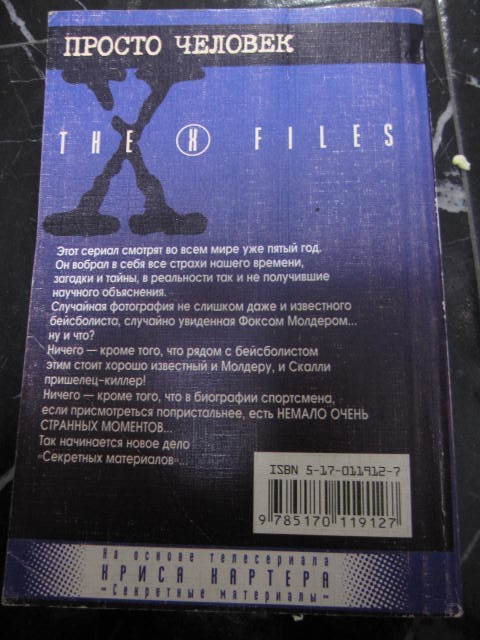 ПРОСТО ЧЕЛОВЕК
THE X FILES
Этот сериал смотрят во всем мире уже пятый год.
Он вобрал в себя все страхи нашего времени,
загадки и тайны, в реальности так и не получившие
научного объяснения...
Случайная фотография не слишком даже и известного
бейсболиста, случайно увиденная Фоксом Молдером...
ну и что?
Ничего — кроме того, что рядом с бейсболистом
этим стоит хорошо известный и Молдеру, и Скалли
пришелец-киллер!
Ничего — кроме того, что в биографии спортсмена,
если присмотреться попристальнее, есть НЕМАЛО ОЧЕНЬ
СТРАННЫХ МОМЕНТОВ...
Так начинается новое дело
«Секретных материалов»...
ISBN 5-17-011912-7
9 785170 119127
На основе телесериала
КРИСА КАРТЕРА
«Секретные материалы»